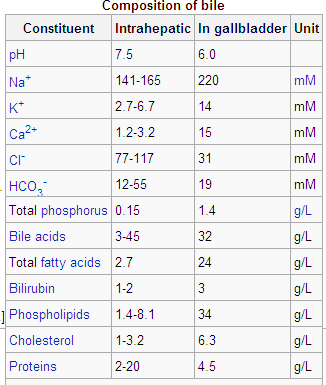 Composition of bile
Constituent Intrahepatic In gallbladder Unit
pH 7.5 6.0
Na+ 141-165 220 mM
K+ 2.7-6.7 14 mM
Ca2+ 1.2-3.2 15 mM
Cl- 77-117 31 mM
HCO3- 12-55 19 mM
Total phosphorus 0.15 1.4 g/L
Bile acids 3-45 32 g/L
Total fatty acids 2.7 24 g/L
Bilirubin 1-2 3 g/L
] Phospholipids 1.4-8.1 34 g/L
Cholesterol 1-3.2 6.3 g/L
Proteins 2-20 4.5 g/L